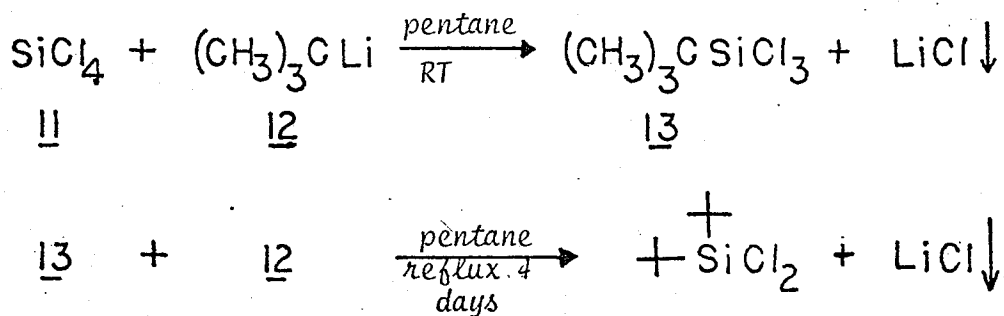 SiCl4 + (CH3)3CLi pentane RT (CH3)3CSiCl3 + LiCl↓
11 12 13
13 + 12 pentane reflux. 4 days SiCl2 + LiCl↓